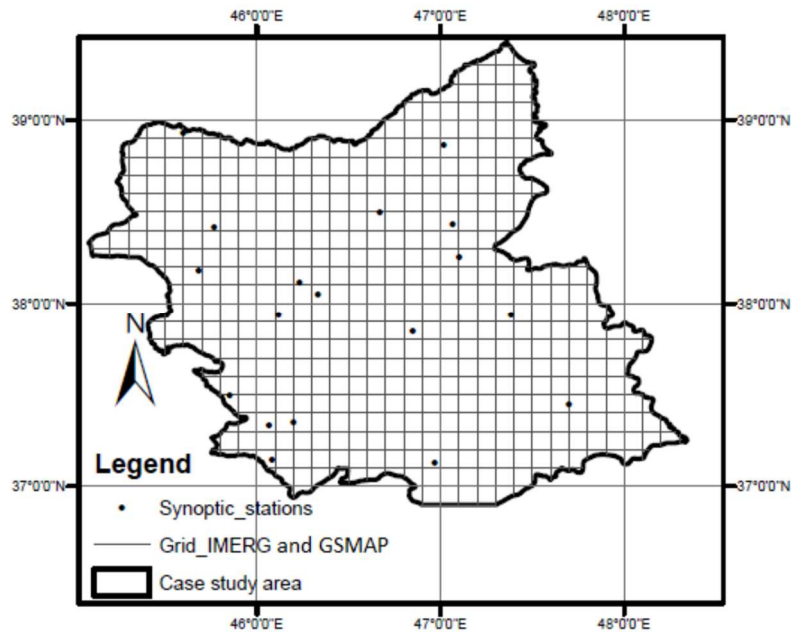 46°0'0"E 47°0'0"E 48°0'0"E
39°0'0"N 39°0'0"N
38°0'0"N 38°0'0"N
N
37°0'0"N 37°0'0"N
Legend
Synoptic_stations
Grid_IMERG and GSMAP
Case study area
46°0'0"E 47°0'0"E 48°0'0"E